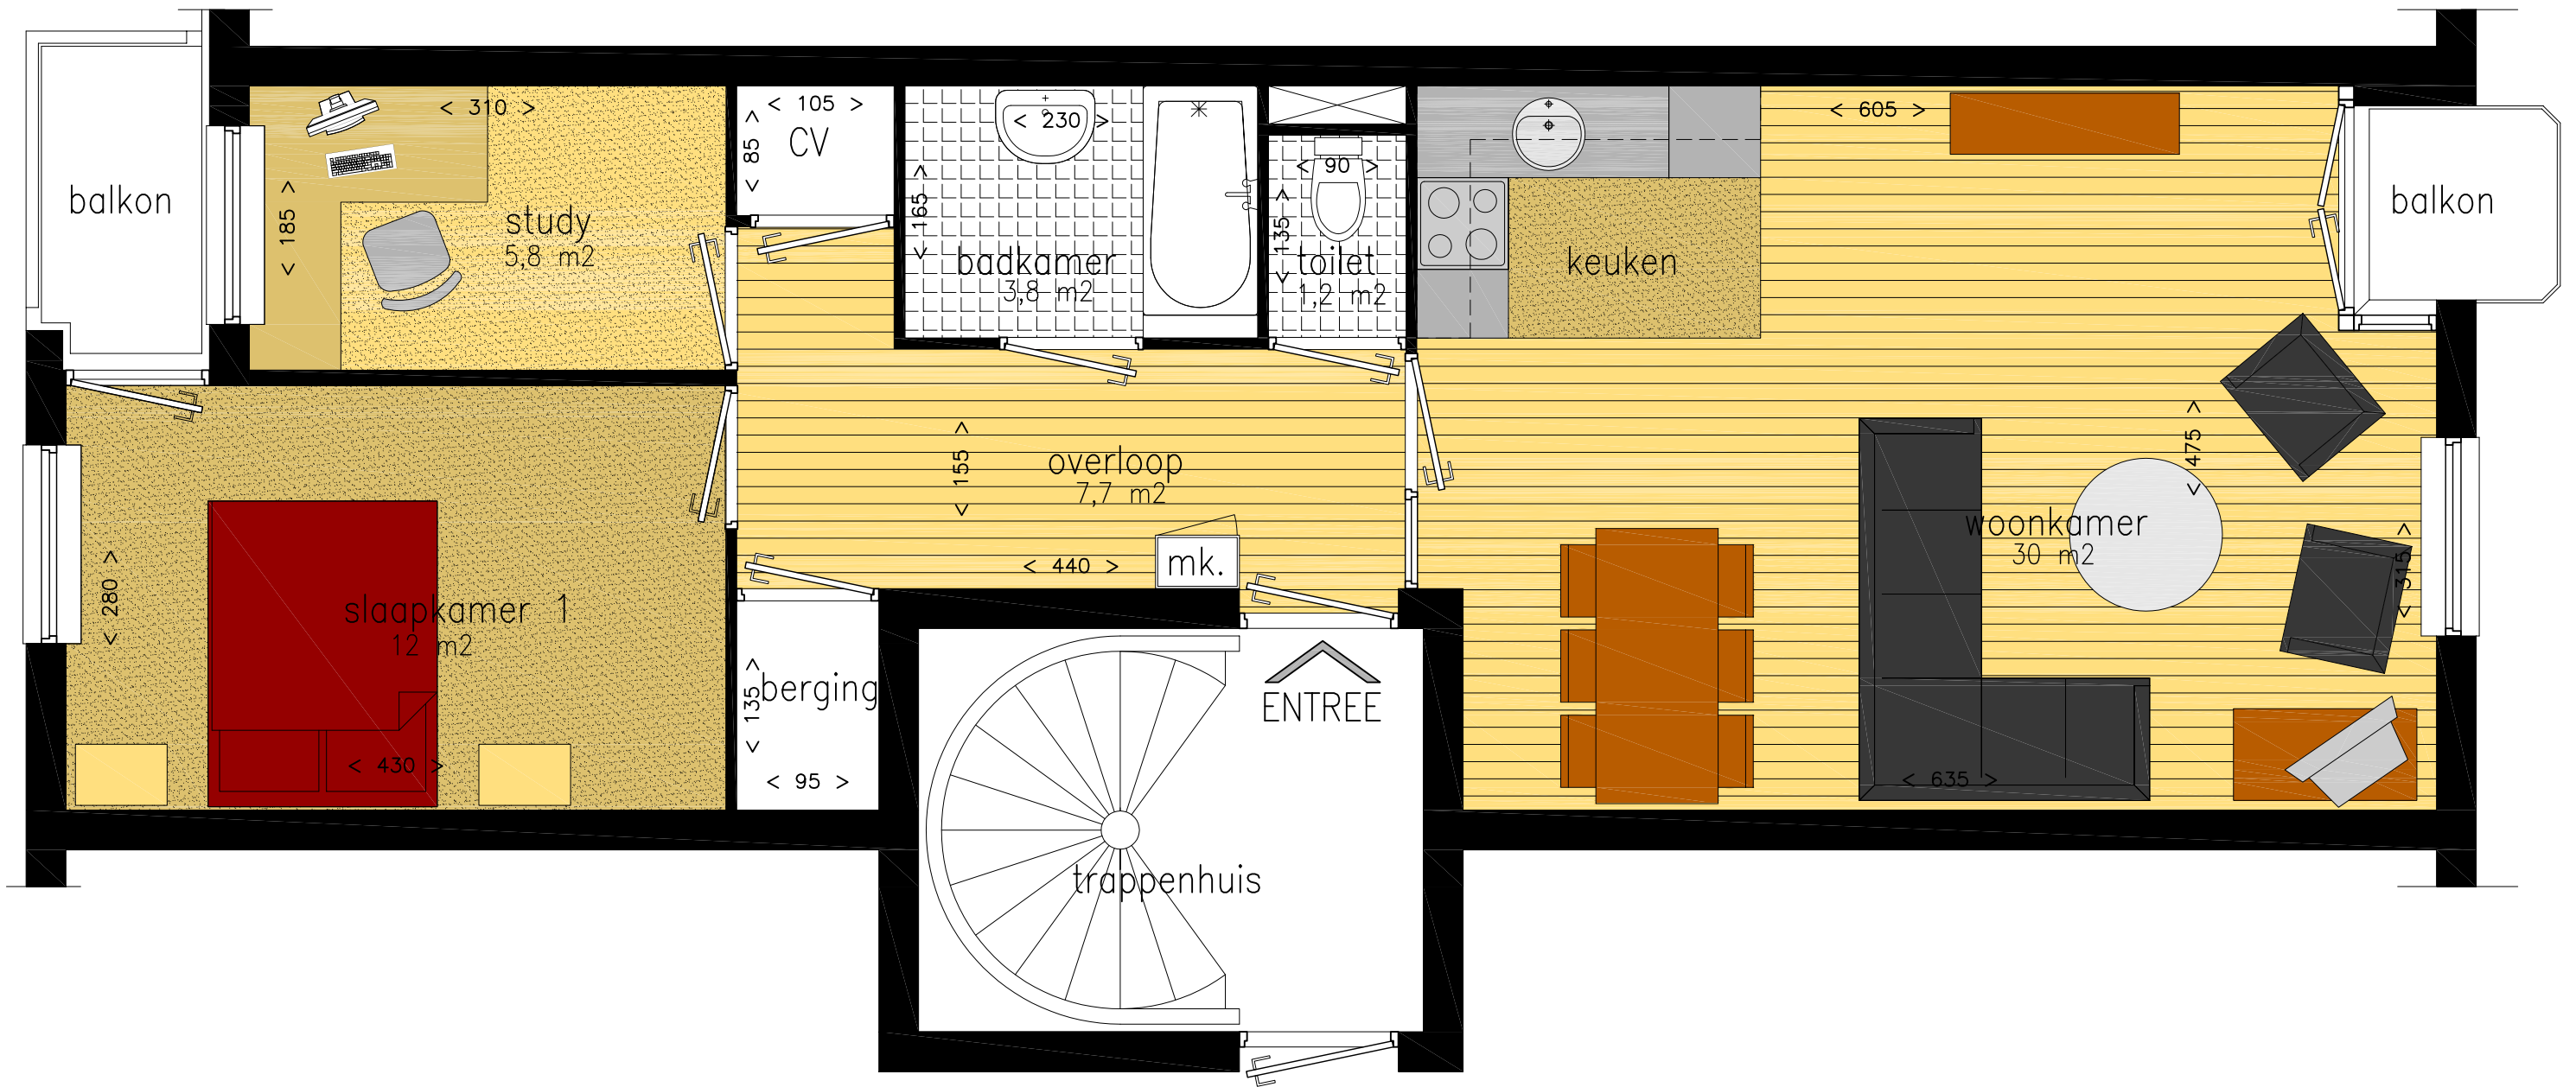 balkon
< 310 >
< 185 >
study
5,8 m2
< 105 >
< 85 >
CV
< 230 >
< 165 >
badkamer
3,8 m2
< 90 >
< 135 >
toilet
1,2 m2
keuken
< 605 >
balkon
< 155 >
overloop
7,7 m2
< 440 >
mk.
< 475 >
woonkamer
30 m2
< 315 >
< 635 >
< 280 >
slaapkamer 1
12 m2
< 430 >
< 135 >
berging
< 95 >
ENTREE
trappenhuis